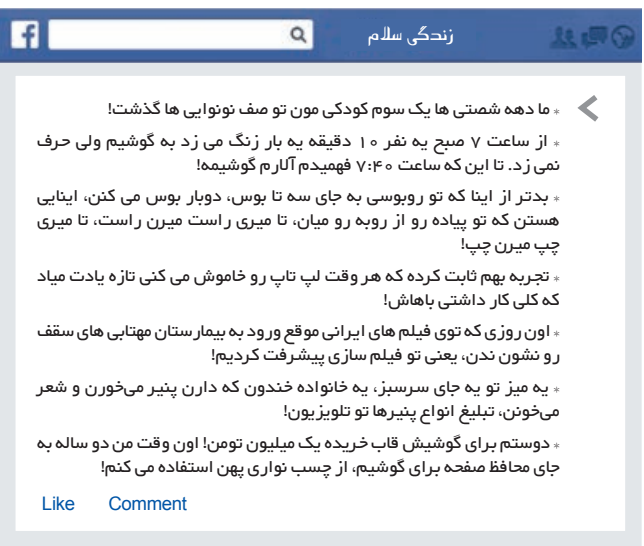 زندگی سلام
* ما دهه شصتی ها یک سوم کودکی مون تو صف نونوایی ها گذشت!
* از ساعت ۷ صبح یه نفر ۱۰ دقیقه یه بار زنگ می زد به گوشیم ولی حرف
نمی زد. تا این که ساعت ۷:۴۰ فهمیدم آلارم گوشیمه!
* بدتر از اینا که تو روبوسی به جای سه تا بوس، دوبار بوس می کنن، اینایی
هستن که تو پیاده رو از روبه رو میان، تا میری راست میرن راست، تا میری
چپ میرن چپ!
* تجربه بهم ثابت کرده که هر وقت لپ تاپ رو خاموش می کنی تازه یادت میاد
که کلی کار داشتی باهاش!
* اون روزی که توی فیلم های ایرانی موقع ورود به بیمارستان مهتابی های سقف
رو نشون ندن، یعنی تو فیلم سازی پیشرفت کردیم!
* یه میز تو یه جای سرسبز، یه خانواده خندون که دارن پنیر می‌خورن و شعر
می‌خونن، تبلیغ انواع پنیرها تو تلویزیون!
* دوستم برای گوشیش قاب خریده یک میلیون تومن! اون وقت من دو ساله به
جای محافظ صفحه برای گوشیم، از چسب نواری پهن استفاده می کنم!
Like Comment